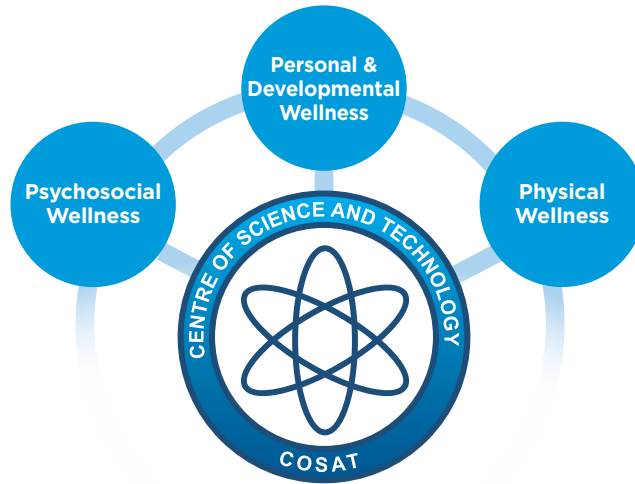 Personal &
Developmental
Wellness
Psychosocial
Wellness
Physical
Wellness
CENTRE OF SCIENCE AND TECHNOLOGY
COSAT